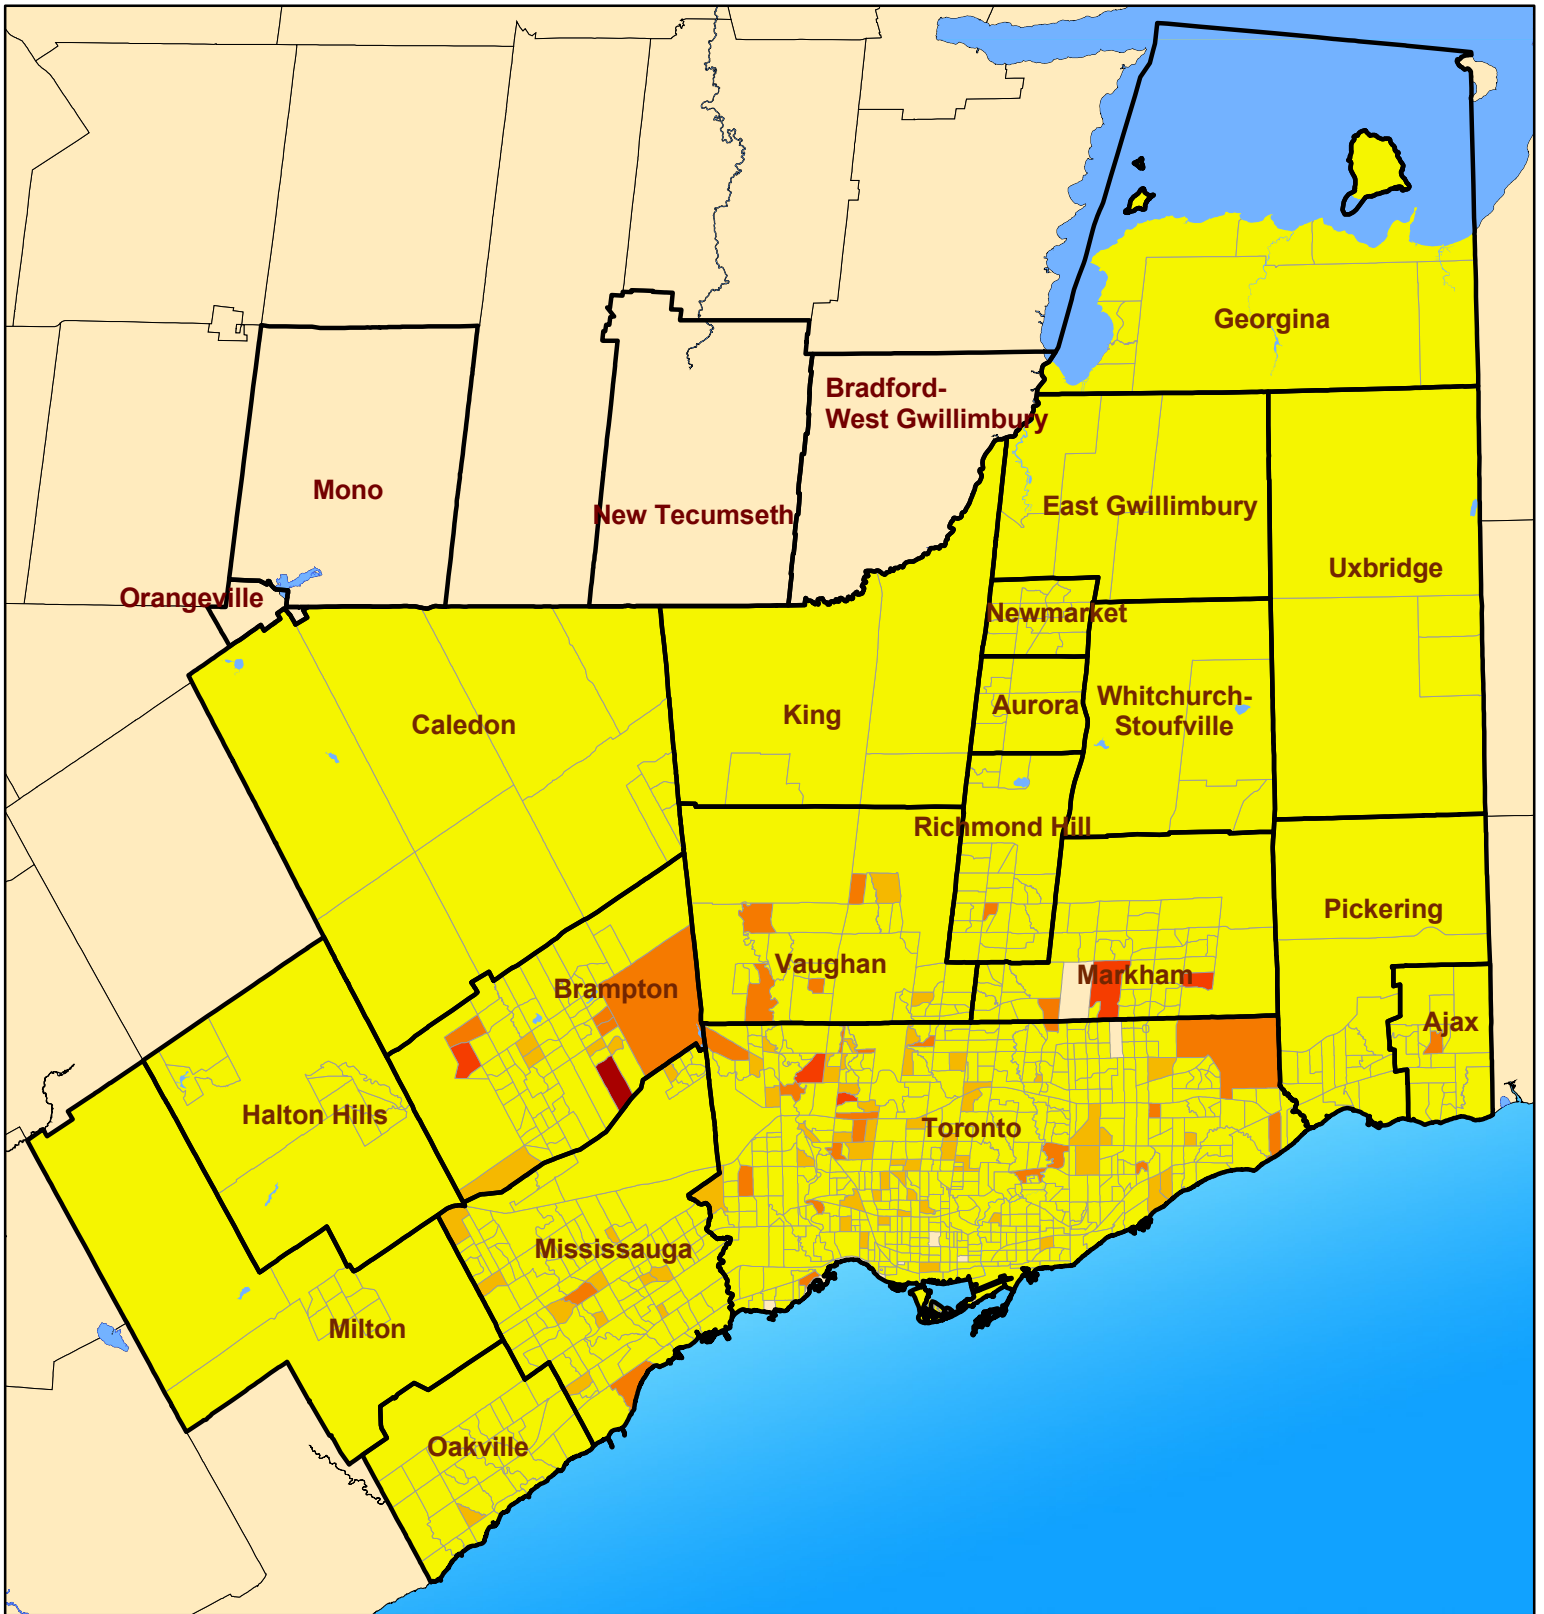 Georgina
Bradford-
West Gwillimbury
Mono
New Tecumseth
East Gwillimbury
Uxbridge
Orangeville
Newmarket
Caledon
King
Aurora
Whitchurch-
Stoufville
Richmond Hill
Pickering
Vaughan
Markham
Brampton
Ajax
Halton Hills
Toronto
Mississauga
Milton
Oakville